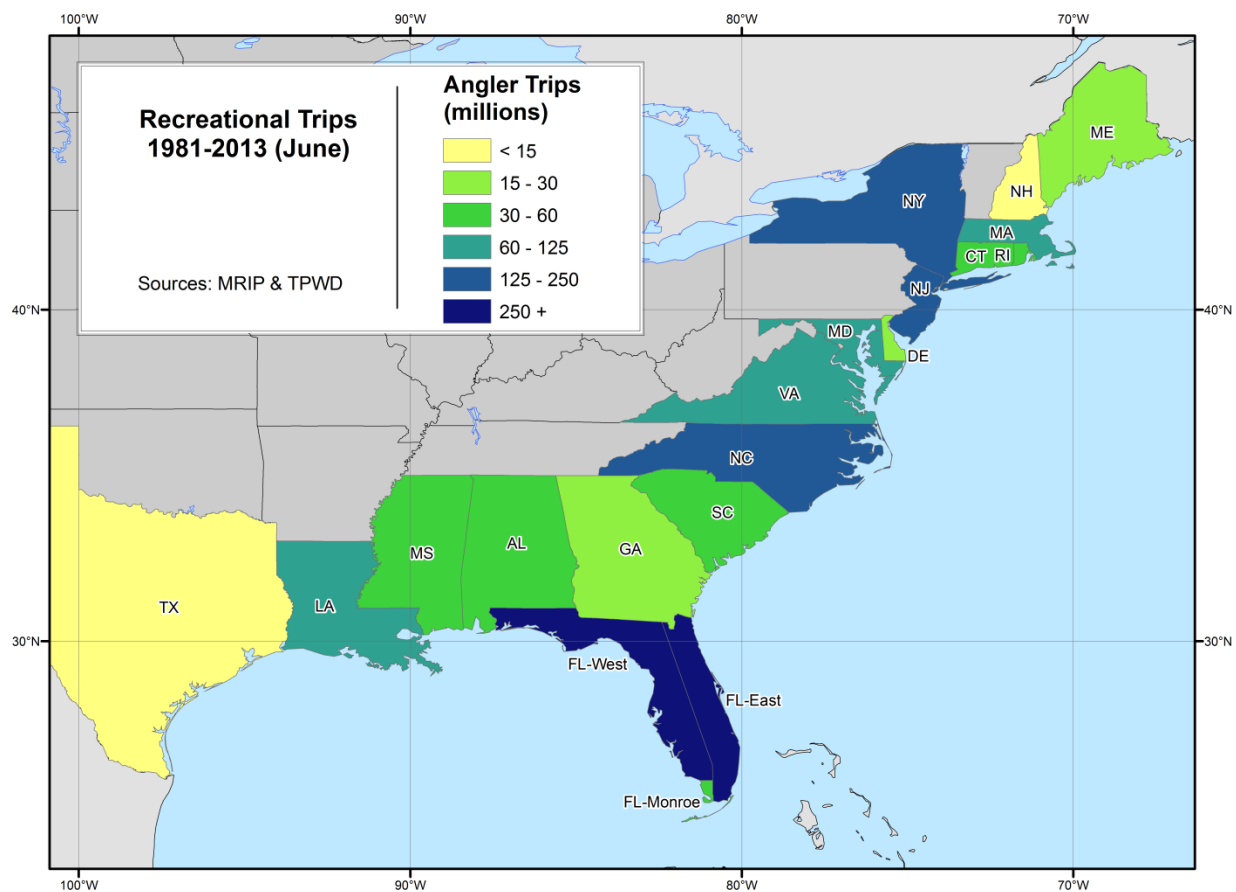 100°W
90°W
80°W
70°W
Recreational Trips
1981-2013 (June)
Sources: MRIP & TPWD
Angler Trips
(millions)
< 15
15 - 30
30 - 60
60 - 125
125 - 250
250 +
ME
NH
NY
MA
CT
RI
NJ
40°N
40°N
MD
DE
VA
NC
SC
MS
AL
GA
TX
LA
30°N
30°N
FL-West
FL-East
FL-Monroe
100°W
90°W
80°W
70°W